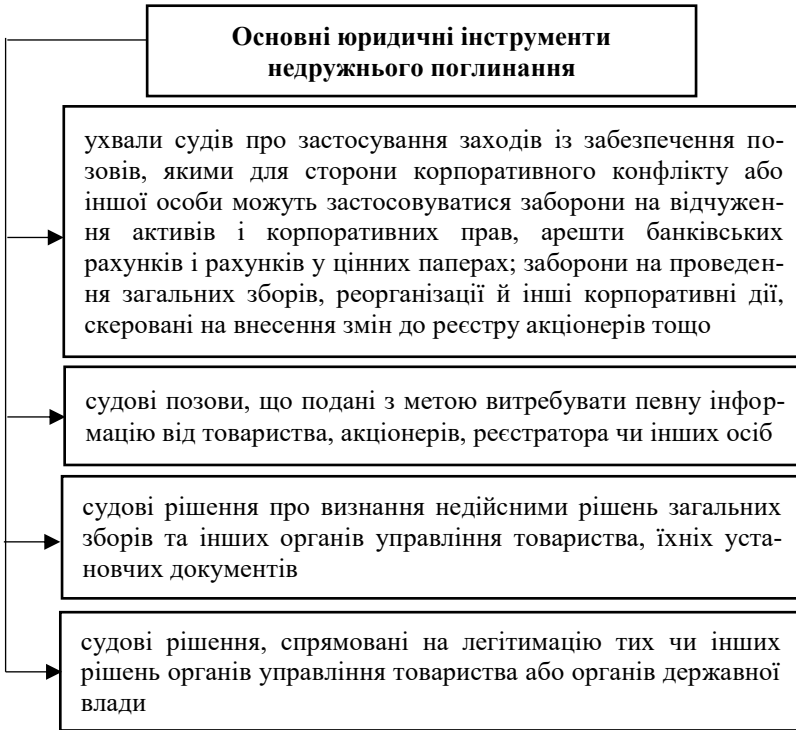 Основні юридичні інструменти
недружнього поглинання
ухвали судів про застосування заходів із забезпечення по-
зовів, якими для сторони корпоративного конфлікту або
іншої особи можуть застосовуватися заборони на відчужен-
ня активів і корпоративних прав, арешти банківських
рахунків і рахунків у цінних паперах; заборони на проведен-
ня загальних зборів, реорганізації й інші корпоративні дії,
скеровані на внесення змін до реєстру акціонерів тощо
судові позови, що подані з метою витребувати певну інфор-
мацію від товариства, акціонерів, реєстратора чи інших осіб
судові рішення про визнання недійсними рішень загальних
зборів та інших органів управління товариства, їхніх уста-
новчих документів
судові рішення, спрямовані на легітимацію тих чи інших
рішень органів управління товариства або органів державної
влади